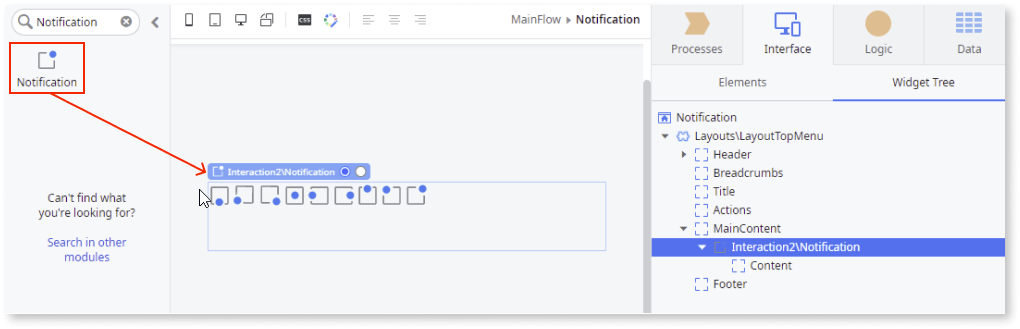 Notification
Notification
Can't find what
you're looking for?
Search in other
modules
CSS
MainFlow Notification
Interaction2\Notification
Processes
Interface
Logic
Data
Elements
Widget Tree
Notification
Layouts\LayoutTopMenu
Header
Breadcrumbs
Title
Actions
MainContent
Interaction2\Notification
Content
Footer